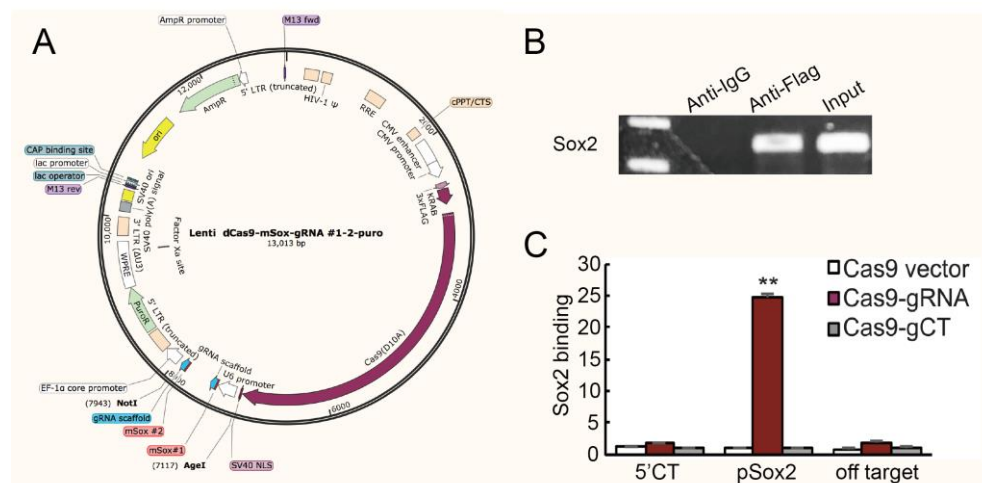 A
AmpR promoter
M13 fwd
12,000
AmpR
5' LTR (truncated)
HIV-1 Ψ
RRE
cPPT/CTS
2000
CMV enhancer
CMV promoter
KRAB
3xFLAG
ori
CAP binding site
lac promoter
lac operator
M13 rev
SV40 ori
SV40 poly(A) signal
3' LTR (ΔU3)
10,000
Factor Xa site
WPRE
Lenti dCas9-mSox-gRNA #1-2-puro
13,013 bp
4000
PuroR
5' LTR (truncated)
Cas9(D10A)
gRNA scaffold
U6 promoter
EF-1α core promoter
8000
6000
(7943) NotI
gRNA scaffold
mSox #2
mSox#1
(7117) AgeI
SV40 NLS
B
Anti-IgG
Anti-Flag
Input
Sox2
C
Sox2 binding
30
25
20
15
10
5
0
**
Cas9 vector
Cas9-gRNA
Cas9-gCT
5'CT
pSox2
off target